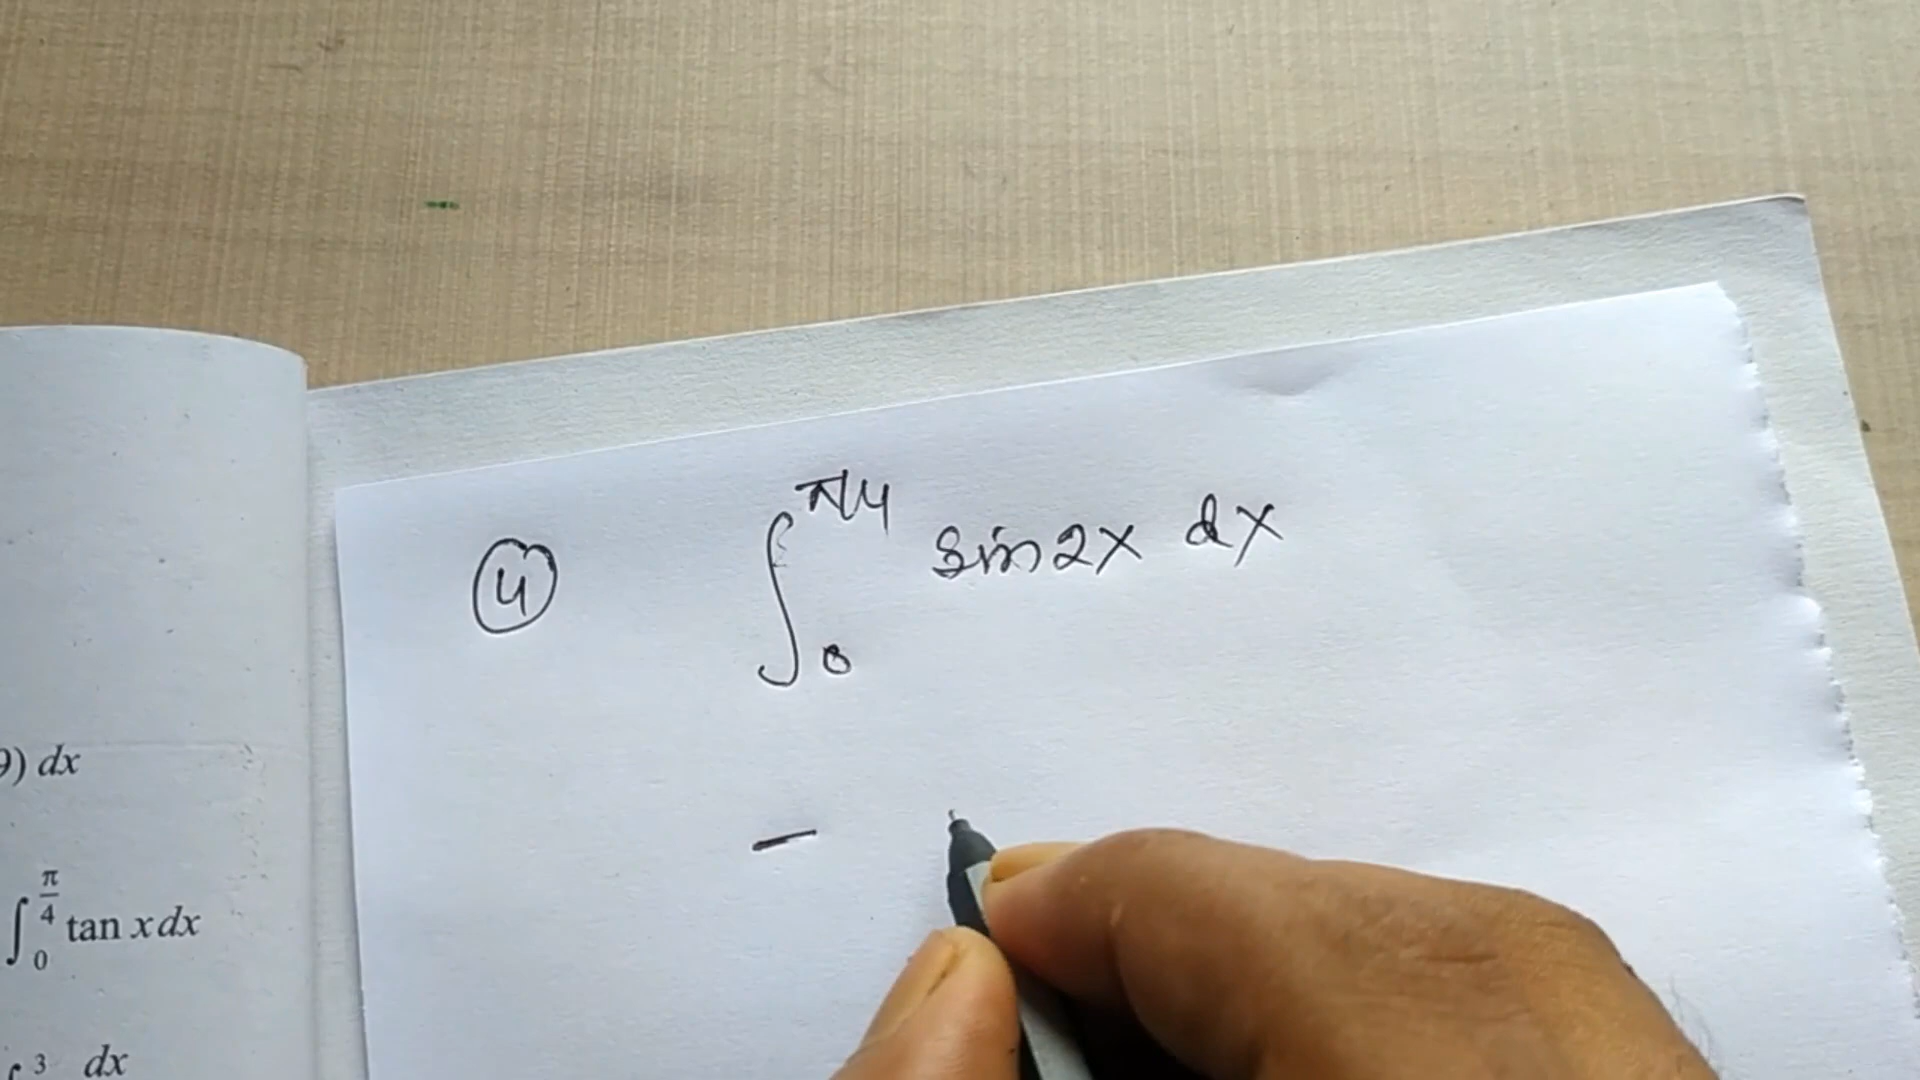 ④ ∫₀^π/4 sin2x dx
–
9) dx
∫₀^π/4 tan x dx
∫ 3 dx